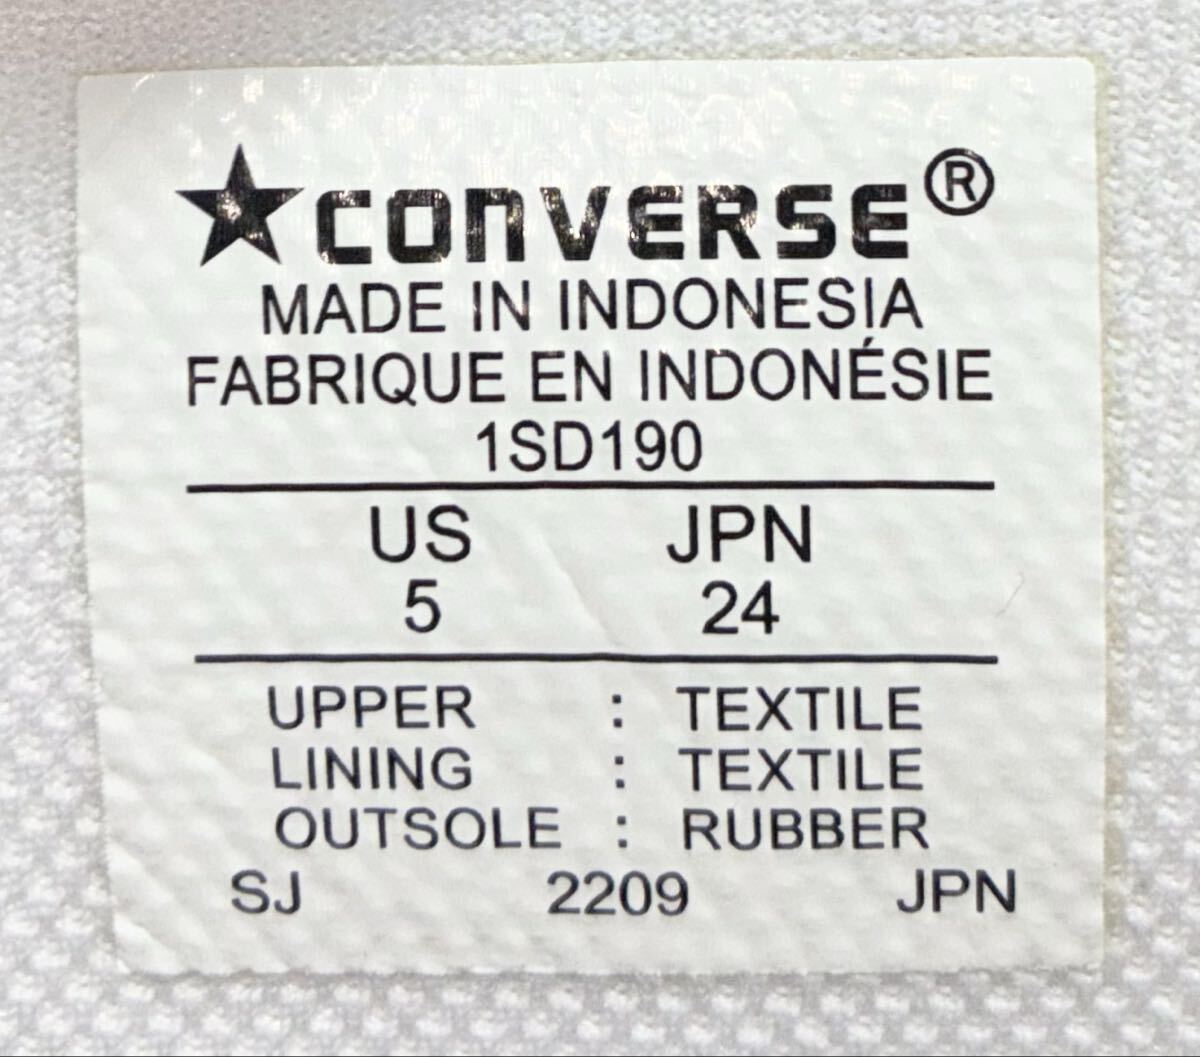 ★CONVERSE®
MADE IN INDONESIA
FABRIQUE EN INDONÉSIE
1SD190
US JPN
5 24
UPPER : TEXTILE
LINING : TEXTILE
OUTSOLE : RUBBER
SJ 2209 JPN